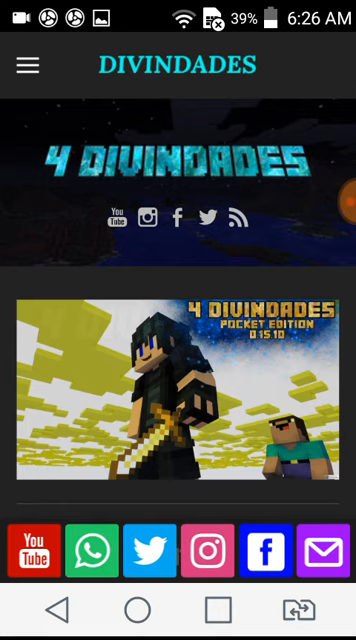 39% 6:26 AM
DIVINDADES
4 DIVINDADES
You
Tube
4 DIVINDADES
POCKET EDITION
0.15.10
You
Tube